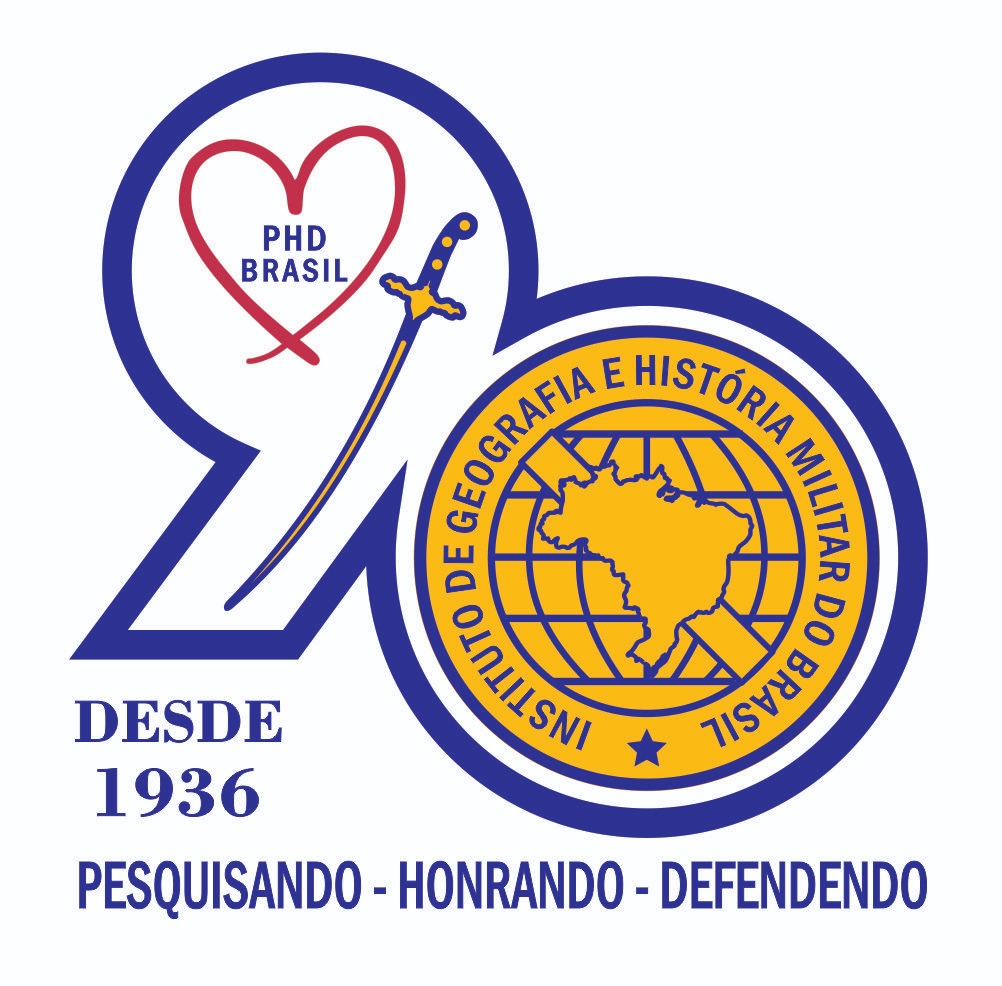 PHD
BRASIL
INSTITUTO DE GEOGRAFIA E HISTÓRIA MILITAR DO BRASIL
DESDE
1936
PESQUISANDO - HONRANDO - DEFENDENDO